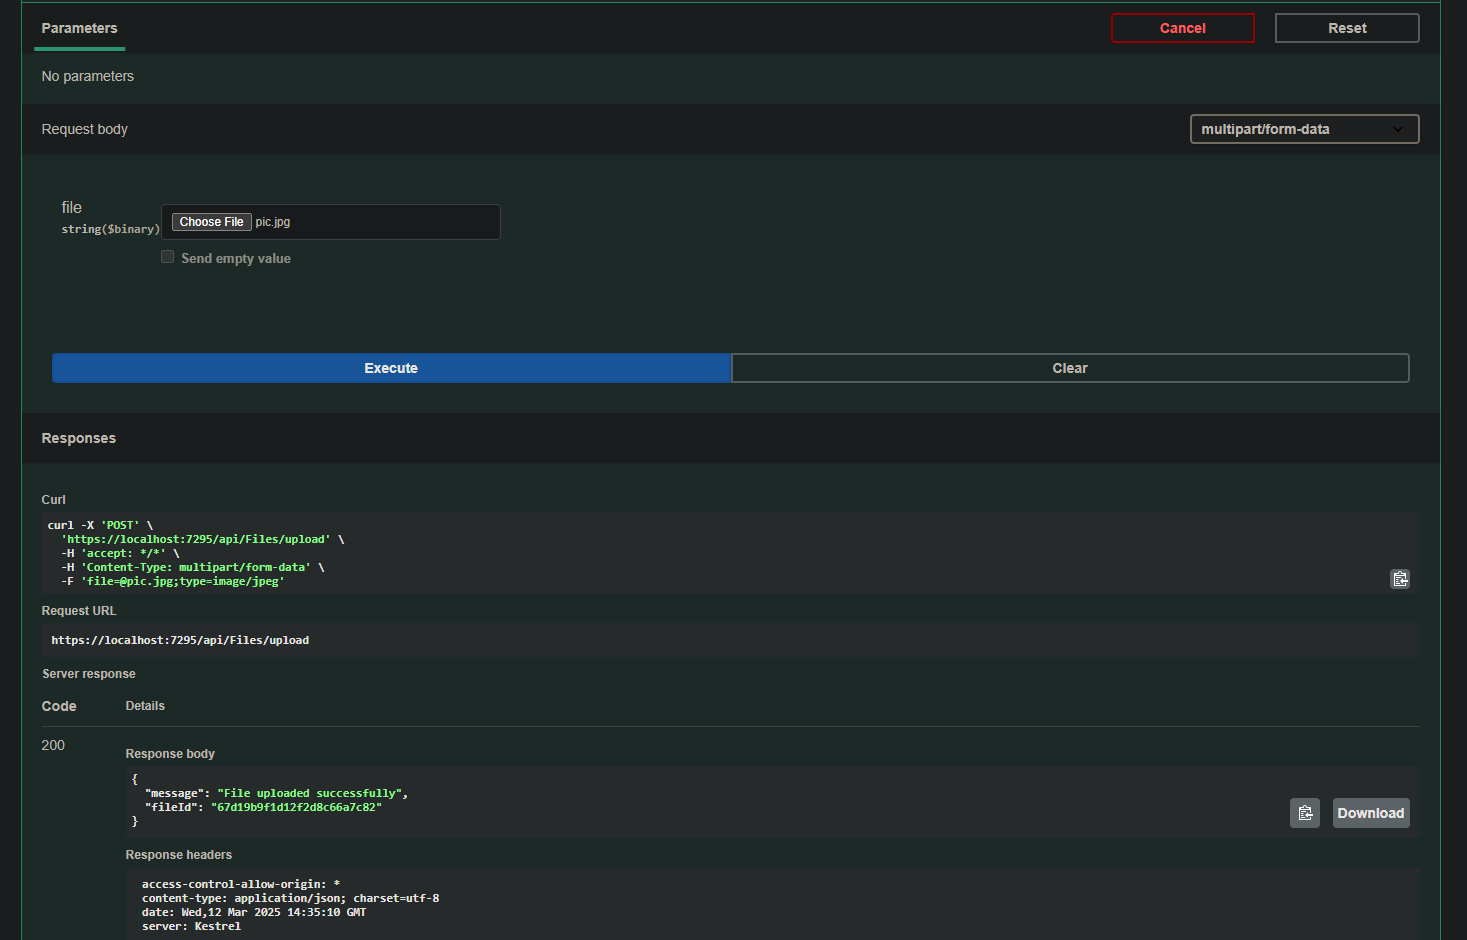 Parameters
Cancel
Reset
No parameters
Request body
multipart/form-data
file
string($binary)
Choose File pic.jpg
Send empty value
Execute
Clear
Responses
Curl
curl -X 'POST' \
'https://localhost:7295/api/Files/upload' \
-H 'accept: */*' \
-H 'Content-Type: multipart/form-data' \
-F 'file=@pic.jpg;type=image/jpeg'
Request URL
https://localhost:7295/api/Files/upload
Server response
Code Details
200
Response body
{
"message": "File uploaded successfully",
"fileId": "67d19b9f1d12f2d8c66a7c82"
}
Download
Response headers
access-control-allow-origin: *
content-type: application/json; charset=utf-8
date: Wed,12 Mar 2025 14:35:10 GMT
server: Kestrel